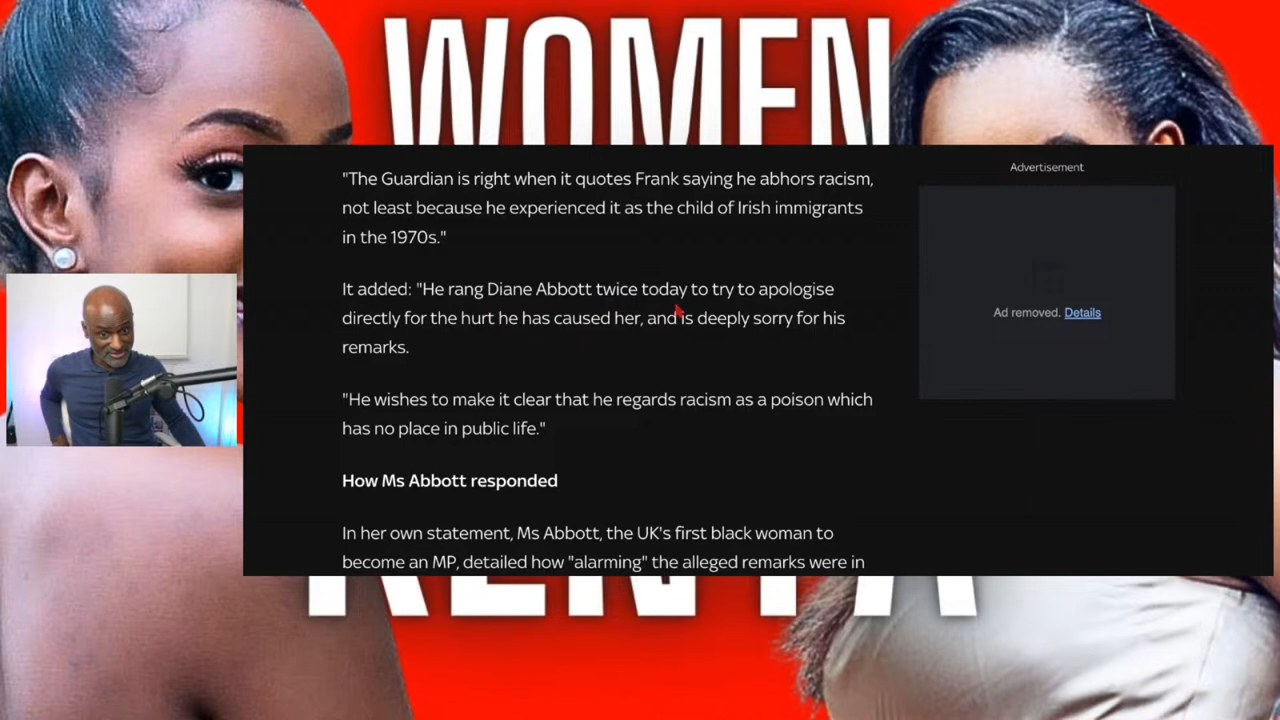 WOMEN
"The Guardian is right when it quotes Frank saying he abhors racism,
not least because he experienced it as the child of Irish immigrants
in the 1970s."
It added: "He rang Diane Abbott twice today to try to apologise
directly for the hurt he has caused her, and is deeply sorry for his
remarks.
"He wishes to make it clear that he regards racism as a poison which
has no place in public life."
How Ms Abbott responded
In her own statement, Ms Abbott, the UK's first black woman to
become an MP, detailed how "alarming" the alleged remarks were in
Advertisement
Ad removed. Details